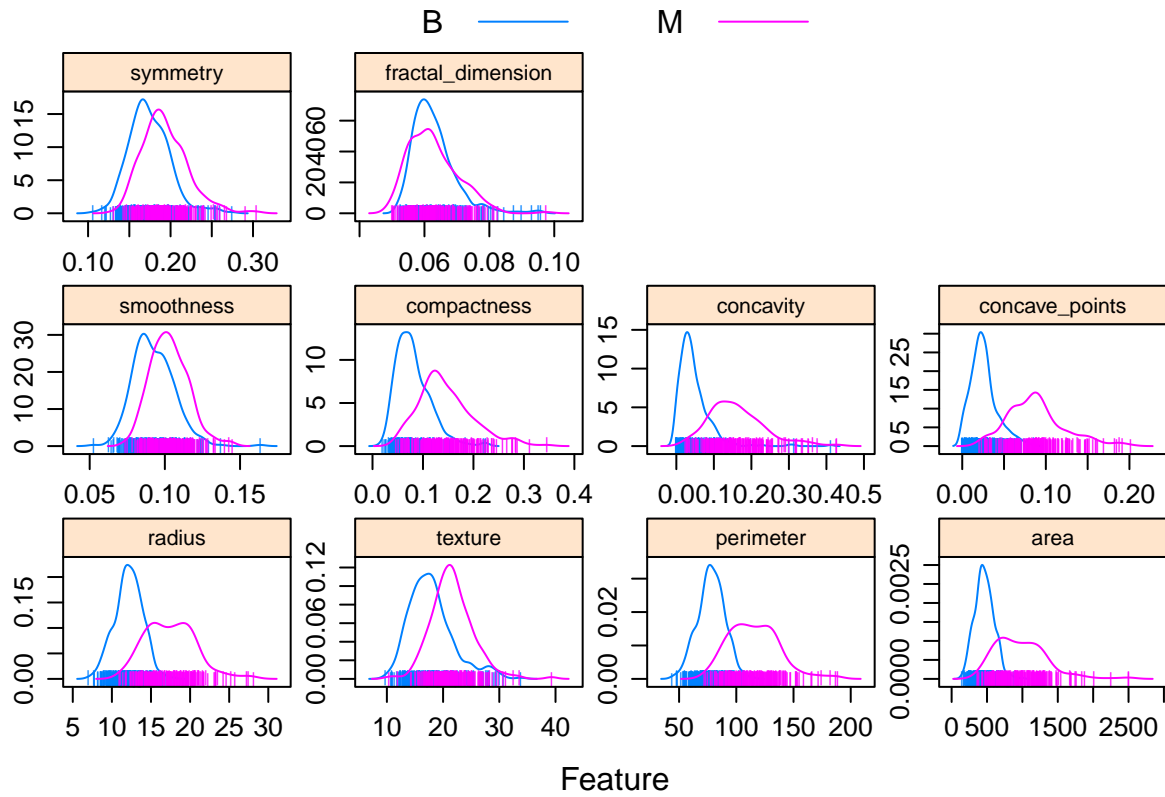 B M
symmetry fractal_dimension
0 5 10 15
0 20 40 60
0.10 0.20 0.30
0.06 0.08 0.10
smoothness compactness concavity concave_points
0 10 20 30
0 5 10
0 5 10 15
0 5 15 25
0.05 0.10 0.15
0.0 0.1 0.2 0.3 0.4
0.0 0.1 0.2 0.3 0.4 0.5
0.00 0.10 0.20
radius texture perimeter area
0.00 0.15
0.00 0.06 0.12
0.00 0.02
0.0000 0.0025
5 10 15 20 25 30
10 20 30 40
50 100 150 200
0 500 1500 2500
Feature